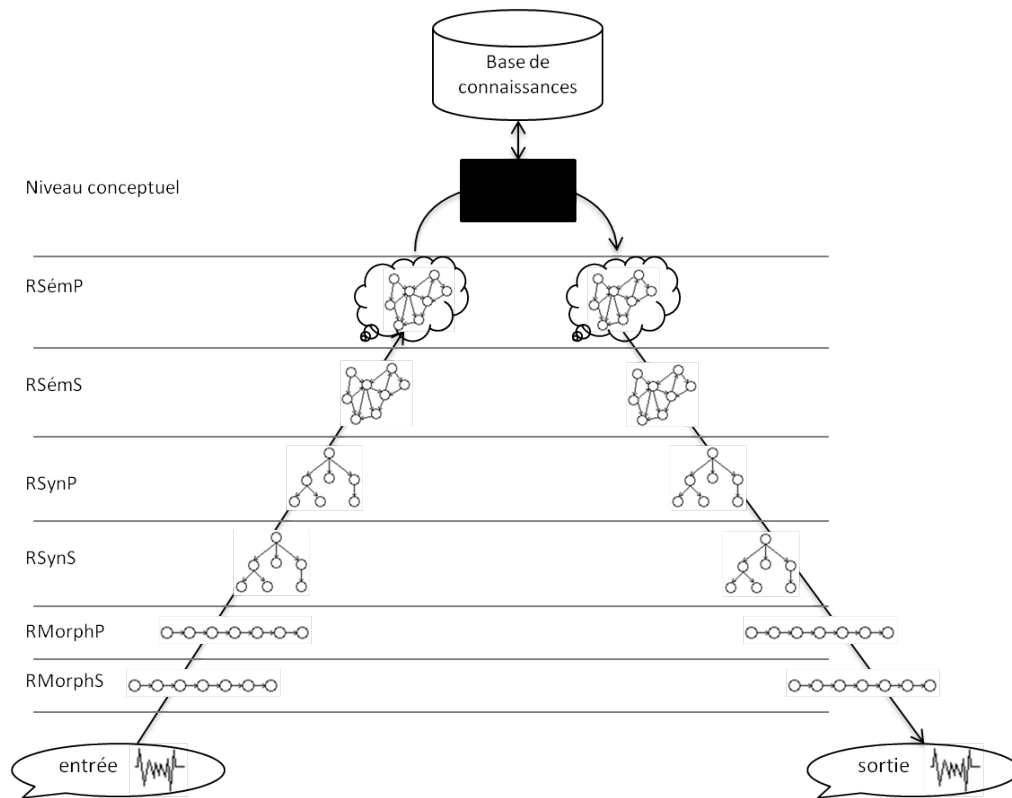 Base de
connaissances
Niveau conceptuel
RSémP
RSémS
RSynP
RSynS
RMorphP
RMorphS
entrée
sortie